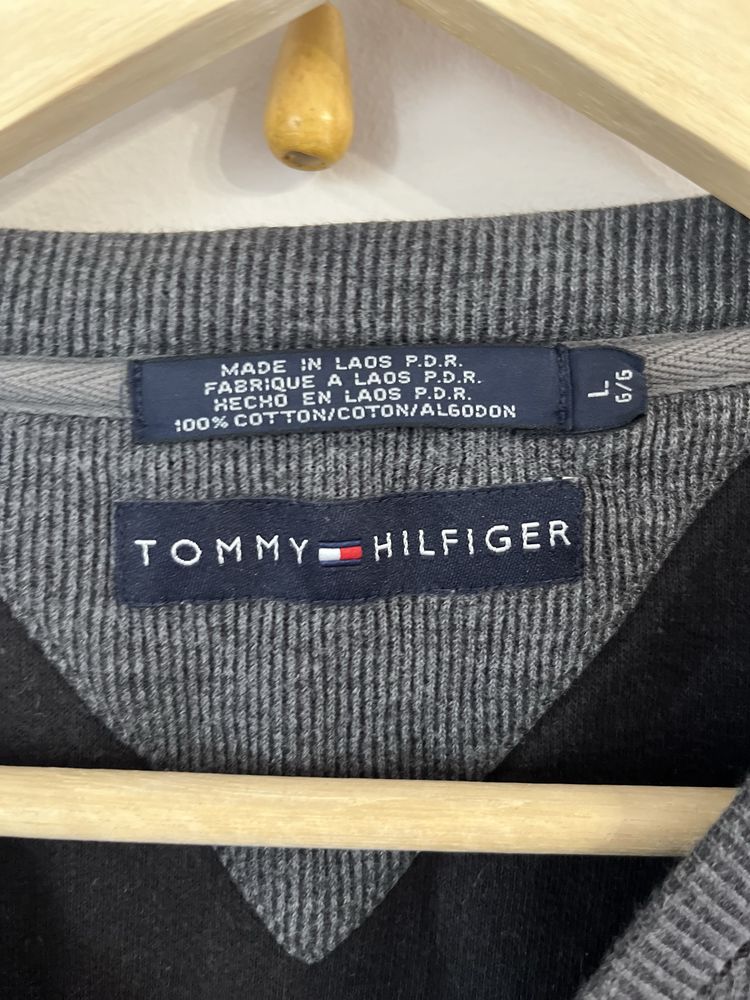 MADE IN LAOS P.D.R.
FABRIQUE A LAOS P.D.R.
HECHO EN LAOS P.D.R.
100% COTTON/COTON/ALGODON
L
G/G
TOMMY HILFIGER